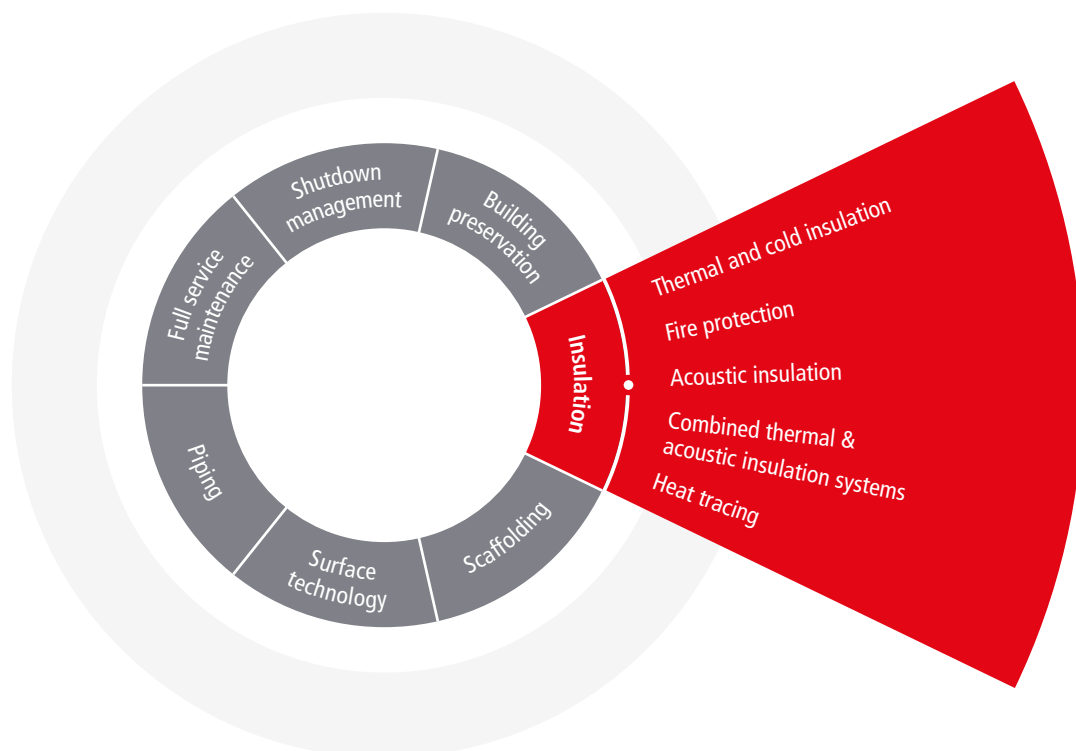 Shutdown
management
Building
preservation
Full service
maintenance
Insulation
Piping
Surface
technology
Scaffolding
Thermal and cold insulation
Fire protection
Acoustic insulation
Combined thermal &
acoustic insulation systems
Heat tracing